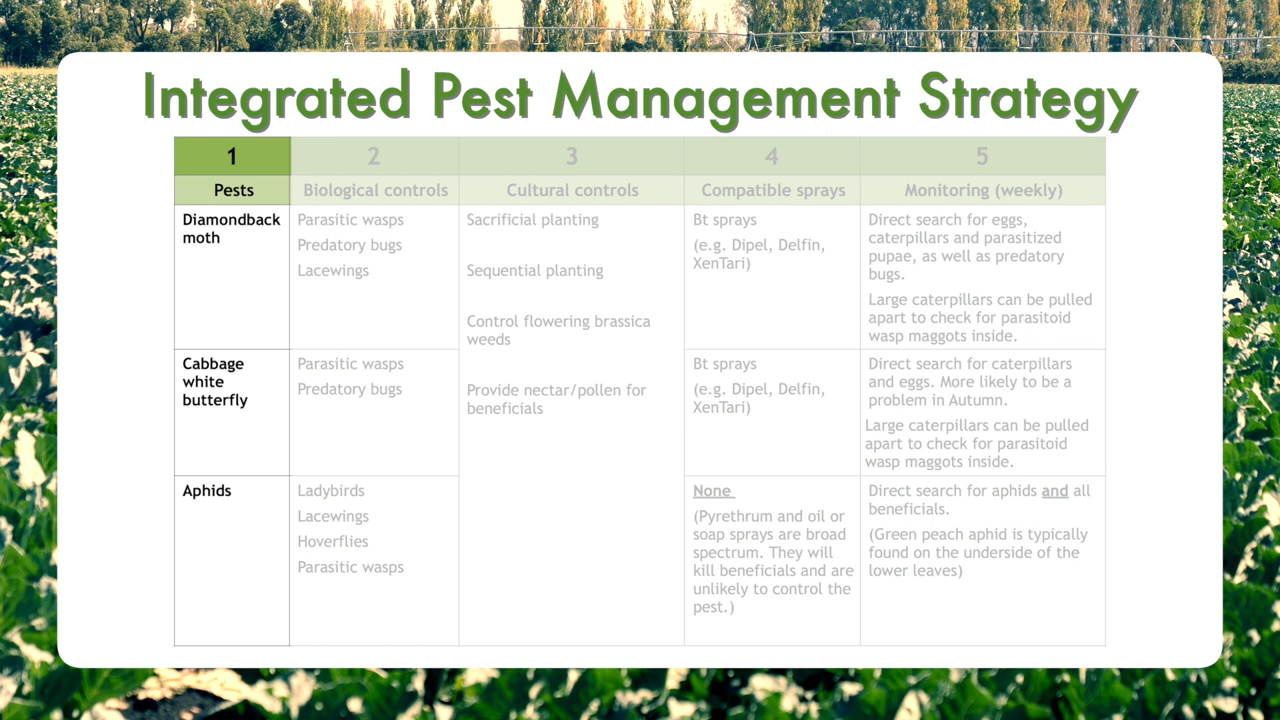 Integrated Pest Management Strategy
1
2
3
4
5
Pests
Biological controls
Cultural controls
Compatible sprays
Monitoring (weekly)
Diamondback
moth
Parasitic wasps
Predatory bugs
Lacewings
Sacrificial planting
Sequential planting
Control flowering brassica
weeds
Provide nectar/pollen for
beneficials
Bt sprays
(e.g. Dipel, Delfin,
XenTari)
Direct search for eggs,
caterpillars and parasitized
pupae, as well as predatory
bugs.
Large caterpillars can be pulled
apart to check for parasitoid
wasp maggots inside.
Cabbage
white
butterfly
Parasitic wasps
Predatory bugs
Bt sprays
(e.g. Dipel, Delfin,
XenTari)
Direct search for caterpillars
and eggs. More likely to be a
problem in Autumn.
Large caterpillars can be pulled
apart to check for parasitoid
wasp maggots inside.
Aphids
Ladybirds
Lacewings
Hoverflies
Parasitic wasps
None
(Pyrethrum and oil or
soap sprays are broad
spectrum. They will
kill beneficials and are
unlikely to control the
pest.)
Direct search for aphids and all
beneficials.
(Green peach aphid is typically
found on the underside of the
lower leaves)